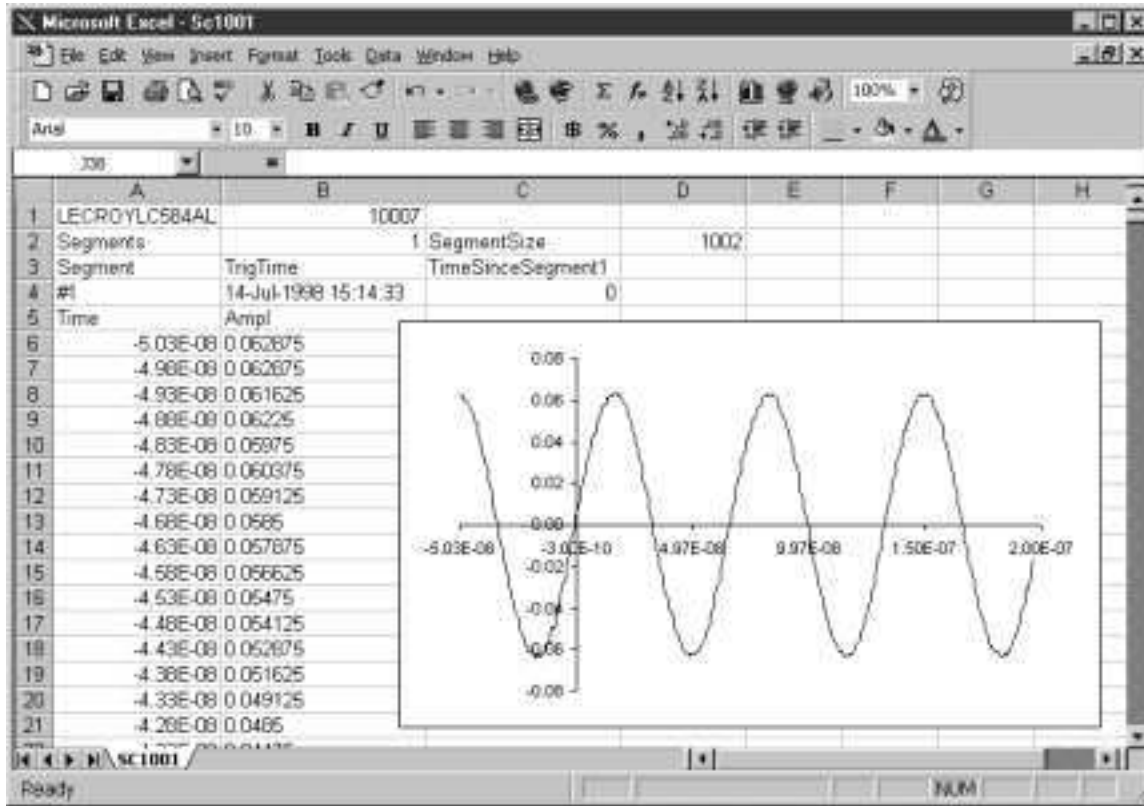 Microsoft Excel - Sc1001
File Edit View Insert Format Tools Data Window Help
100%
Arial 10 B I U $ % ,
J38 =
A B C D E F G H
1 LECROYLC584AL 10007
2 Segments 1 SegmentSize 1002
3 Segment TrigTime TimeSinceSegment1
4 #1 14-Jul-1998 15:14:33 0
5 Time Ampl
6 -5.03E-08 0.062875
7 -4.98E-08 0.062875
8 -4.93E-08 0.061625
9 -4.88E-08 0.06225
10 -4.83E-08 0.05975
11 -4.78E-08 0.060375
12 -4.73E-08 0.059125
13 -4.68E-08 0.0585
14 -4.63E-08 0.057875
15 -4.58E-08 0.056625
16 -4.53E-08 0.05475
17 -4.48E-08 0.054125
18 -4.43E-08 0.052875
19 -4.38E-08 0.051625
20 -4.33E-08 0.049125
21 -4.28E-08 0.0485
0.08
0.06
0.04
0.02
0.00
-5.03E-08 -3.00E-10 4.97E-08 9.97E-08 1.50E-07 2.00E-07
-0.02
-0.04
-0.06
-0.08
SC1001
Ready NUM